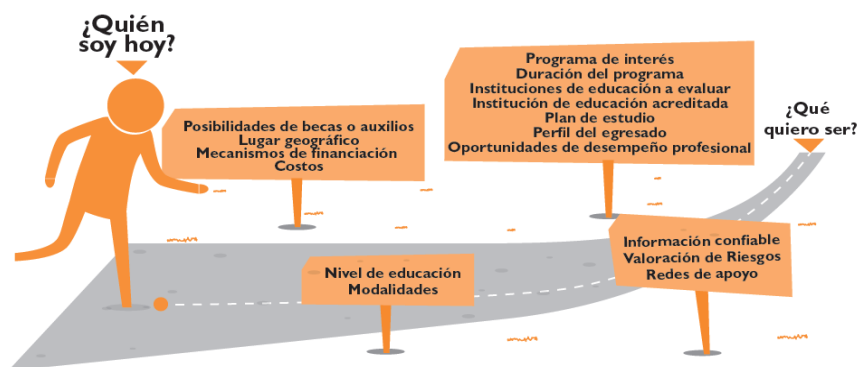 ¿Quién
soy hoy?
Posibilidades de becas o auxilios
Lugar geográfico
Mecanismos de financiación
Costos
Programa de interés
Duración del programa
Instituciones de educación a evaluar
Institución de educación acreditada
Plan de estudio
Perfil del egresado
Oportunidades de desempeño profesional
¿Qué
quiero ser?
Nivel de educación
Modalidades
Información confiable
Valoración de Riesgos
Redes de apoyo